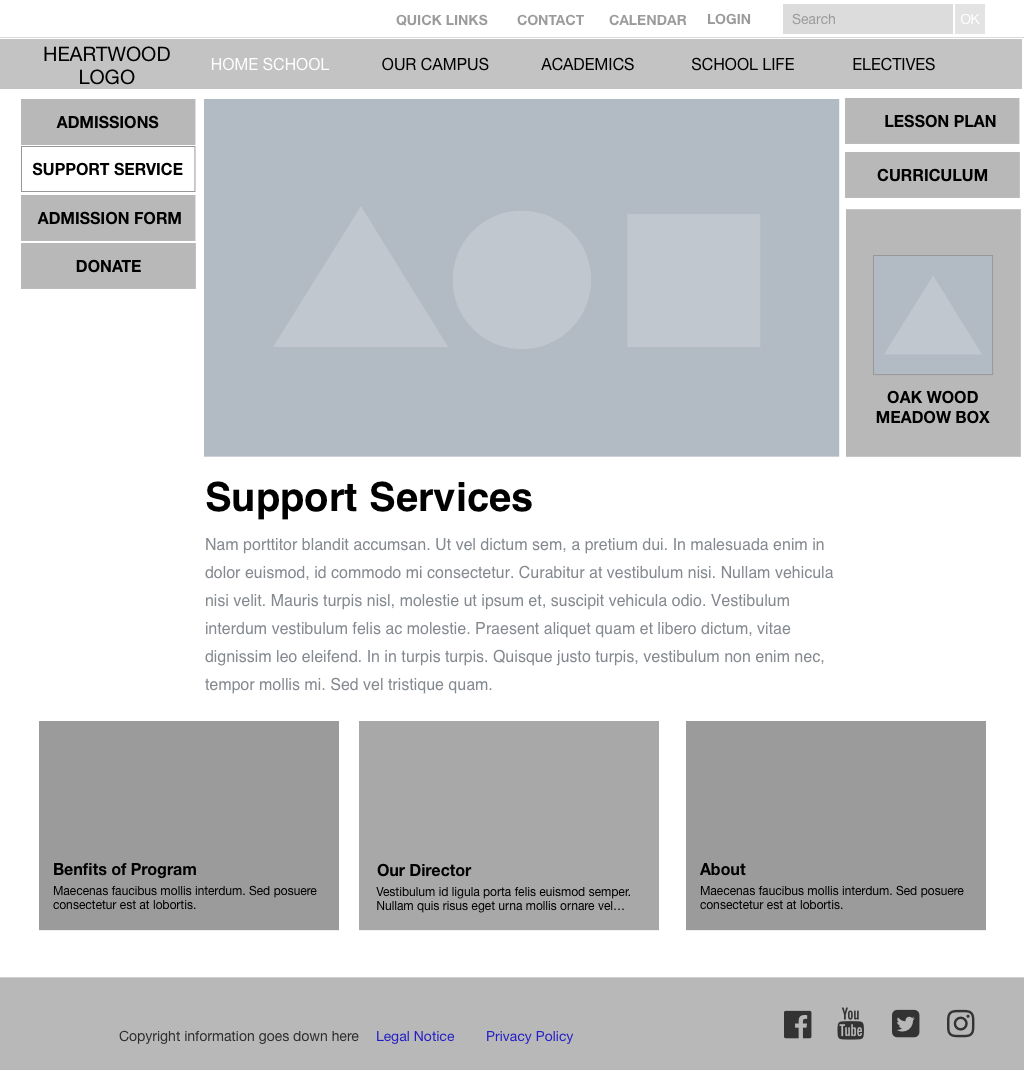 QUICK LINKS CONTACT CALENDAR LOGIN Search OK
HEARTWOOD
LOGO
HOME SCHOOL OUR CAMPUS ACADEMICS SCHOOL LIFE ELECTIVES
ADMISSIONS
SUPPORT SERVICE
ADMISSION FORM
DONATE
LESSON PLAN
CURRICULUM
OAK WOOD
MEADOW BOX
Support Services
Nam porttitor blandit accumsan. Ut vel dictum sem, a pretium dui. In malesuada enim in
dolor euismod, id commodo mi consectetur. Curabitur at vestibulum nisi. Nullam vehicula
nisi velit. Mauris turpis nisl, molestie ut ipsum et, suscipit vehicula odio. Vestibulum
interdum vestibulum felis ac molestie. Praesent aliquet quam et libero dictum, vitae
dignissim leo eleifend. In in turpis turpis. Quisque justo turpis, vestibulum non enim nec,
tempor mollis mi. Sed vel tristique quam.
Benfits of Program
Maecenas faucibus mollis interdum. Sed posuere
consectetur est at lobortis.
Our Director
Vestibulum id ligula porta felis euismod semper.
Nullam quis risus eget urna mollis ornare vel…
About
Maecenas faucibus mollis interdum. Sed posuere
consectetur est at lobortis.
Copyright information goes down here Legal Notice Privacy Policy
You
Tube